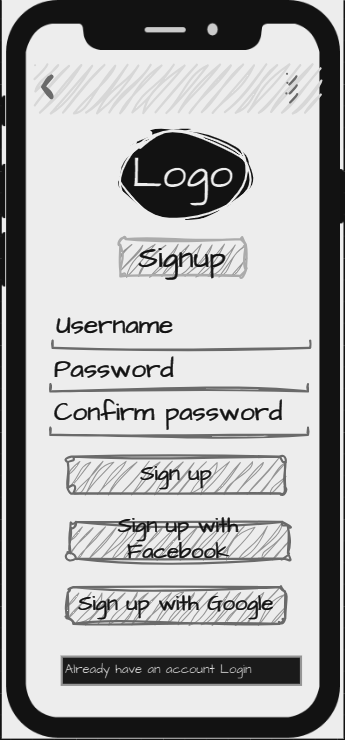 Logo
Signup
Username
Password
Confirm password
Sign up
Sign up with
Facebook
Sign up with Google
Already have an account Login